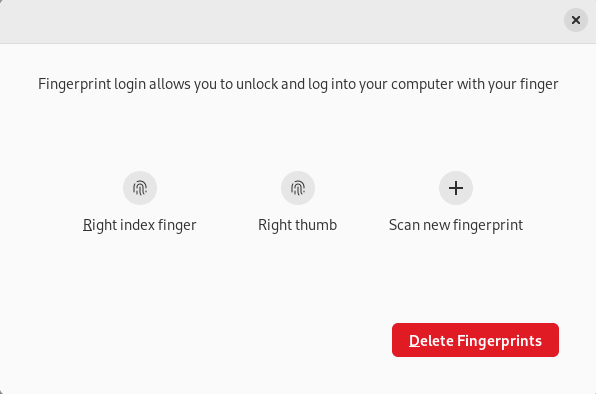 Fingerprint login allows you to unlock and log into your computer with your finger
Right index finger
Right thumb
Scan new fingerprint
Delete Fingerprints